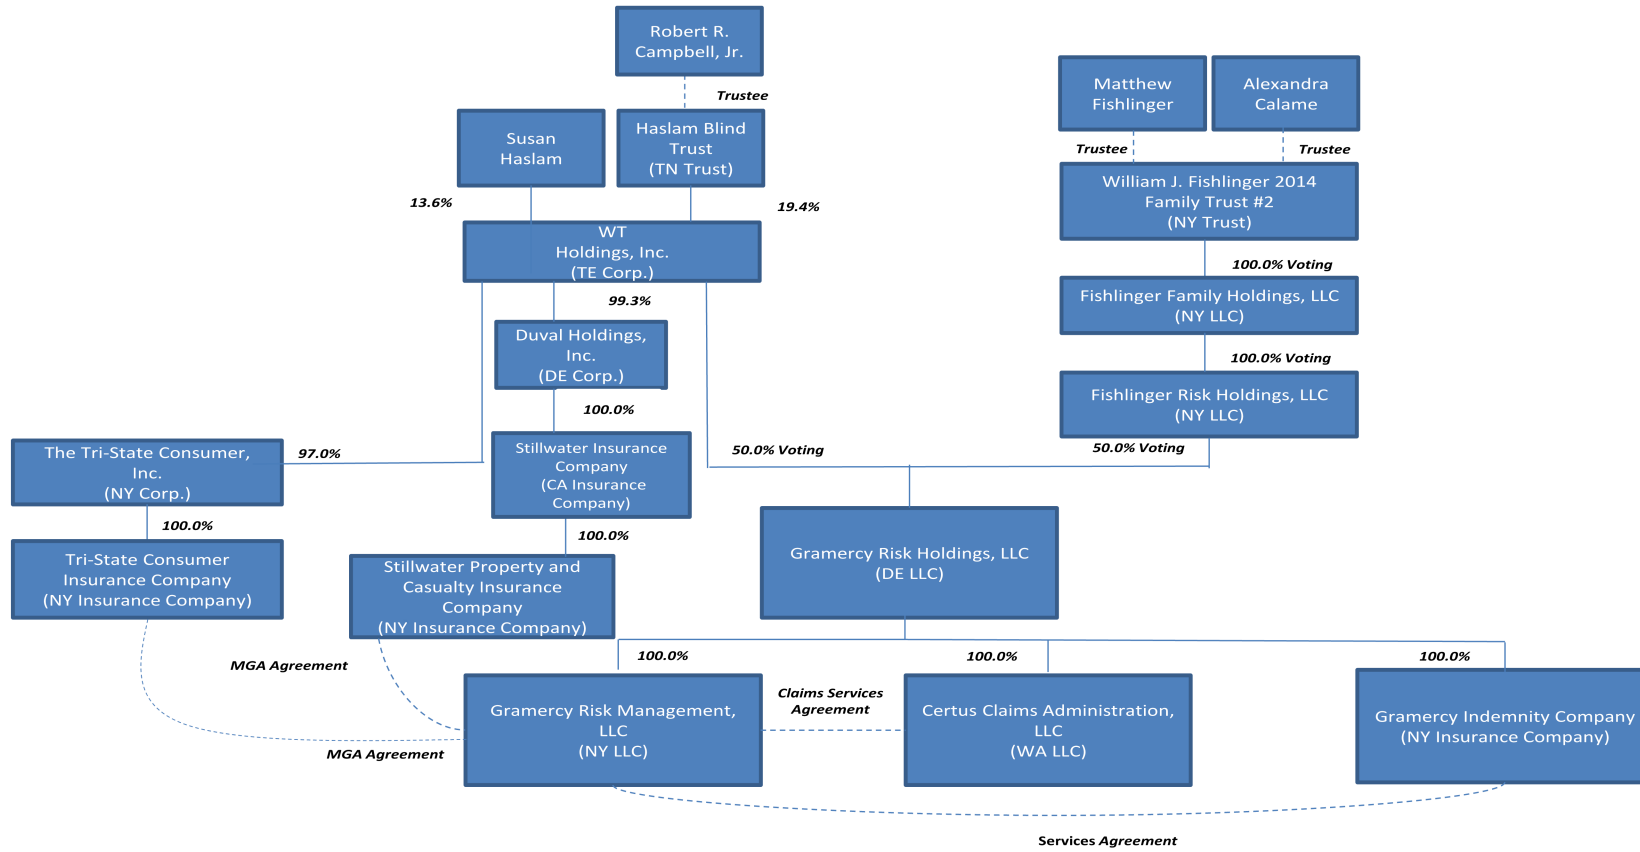 Robert R.
Campbell, Jr.
Trustee
Matthew
Fishlinger
Alexandra
Calame
Trustee
Trustee
Susan
Haslam
Haslam Blind
Trust
(TN Trust)
William J. Fishlinger 2014
Family Trust #2
(NY Trust)
13.6%
19.4%
WT
Holdings, Inc.
(TE Corp.)
100.0% Voting
99.3%
Fishlinger Family Holdings, LLC
(NY LLC)
Duval Holdings,
Inc.
(DE Corp.)
100.0% Voting
100.0%
Fishlinger Risk Holdings, LLC
(NY LLC)
The Tri-State Consumer,
Inc.
(NY Corp.)
97.0%
Stillwater Insurance
Company
(CA Insurance
Company)
50.0% Voting
50.0% Voting
100.0%
100.0%
Tri-State Consumer
Insurance Company
(NY Insurance Company)
Stillwater Property and
Casualty Insurance
Company
(NY Insurance Company)
Gramercy Risk Holdings, LLC
(DE LLC)
MGA Agreement
100.0%
100.0%
100.0%
Gramercy Risk Management,
LLC
(NY LLC)
Claims Services
Agreement
Certus Claims Administration,
LLC
(WA LLC)
Gramercy Indemnity Company
(NY Insurance Company)
MGA Agreement
Services Agreement